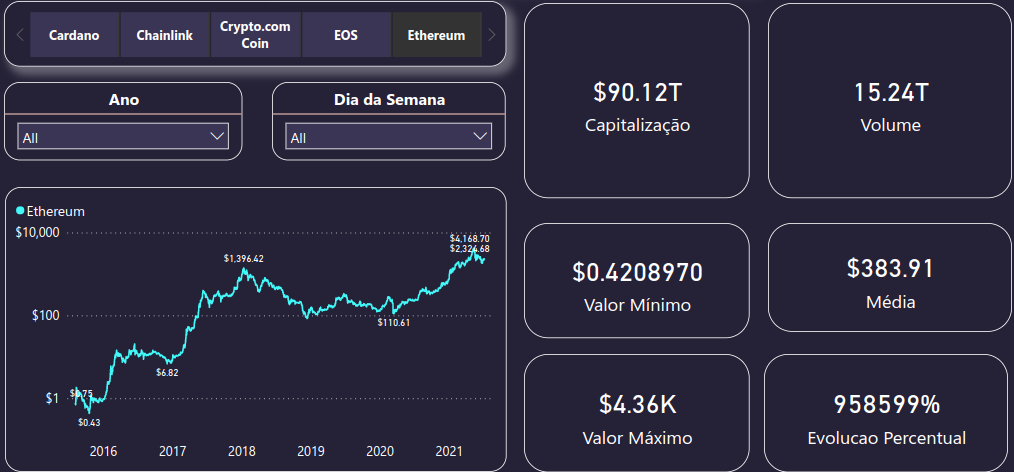 Cardano
Chainlink
Crypto.com
Coin
EOS
Ethereum
Ano
All
Dia da Semana
All
$90.12T
Capitalização
15.24T
Volume
Ethereum
$10,000
$100
$1
$4,168.70
$2,324.68
$1,396.42
$110.61
$6.82
$0.75
$0.43
2016
2017
2018
2019
2020
2021
$0.4208970
Valor Mínimo
$383.91
Média
$4.36K
Valor Máximo
958599%
Evolucao Percentual